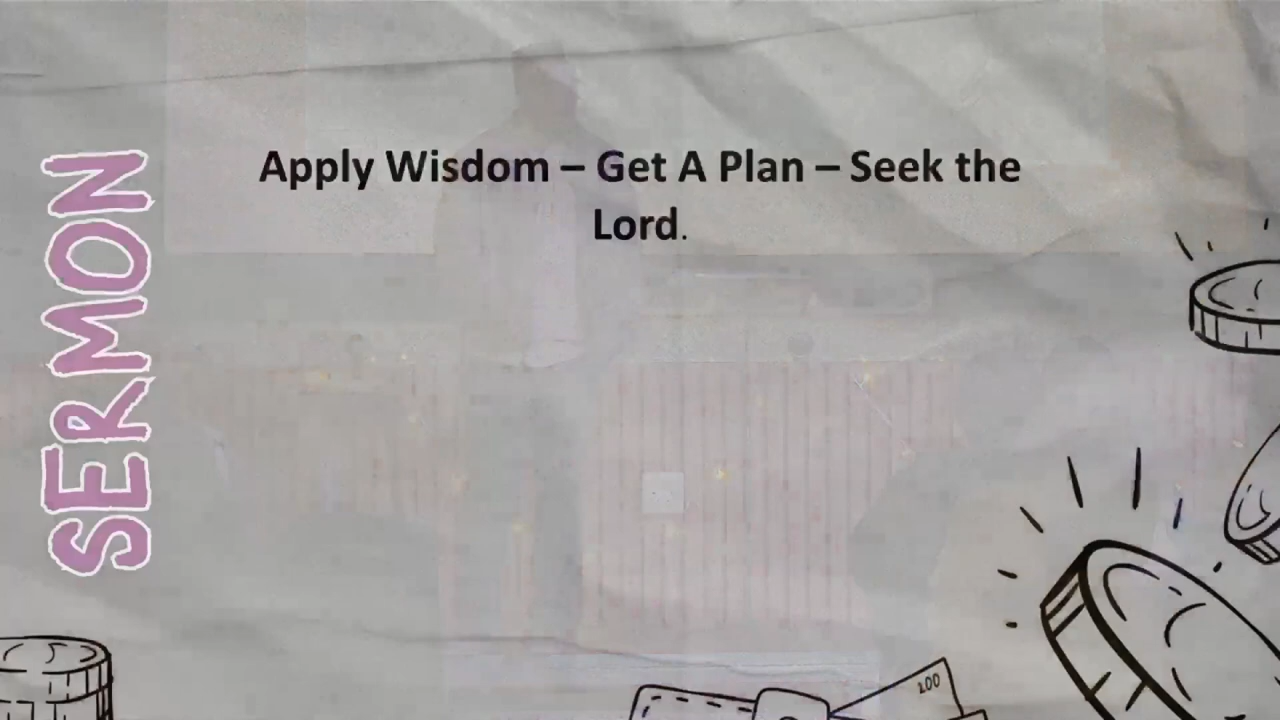 SERMON
Apply Wisdom – Get A Plan – Seek the
Lord.
100